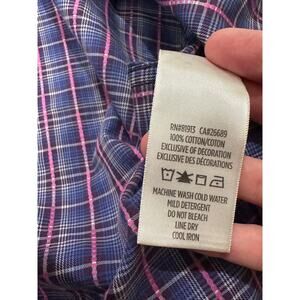 RN#81913 CA#26689
100% COTTON/COTON
EXCLUSIVE OF DECORATION
EXCLUSIVE DES DÉCORATIONS
MACHINE WASH COLD WATER
MILD DETERGENT
DO NOT BLEACH
LINE DRY
COOL IRON